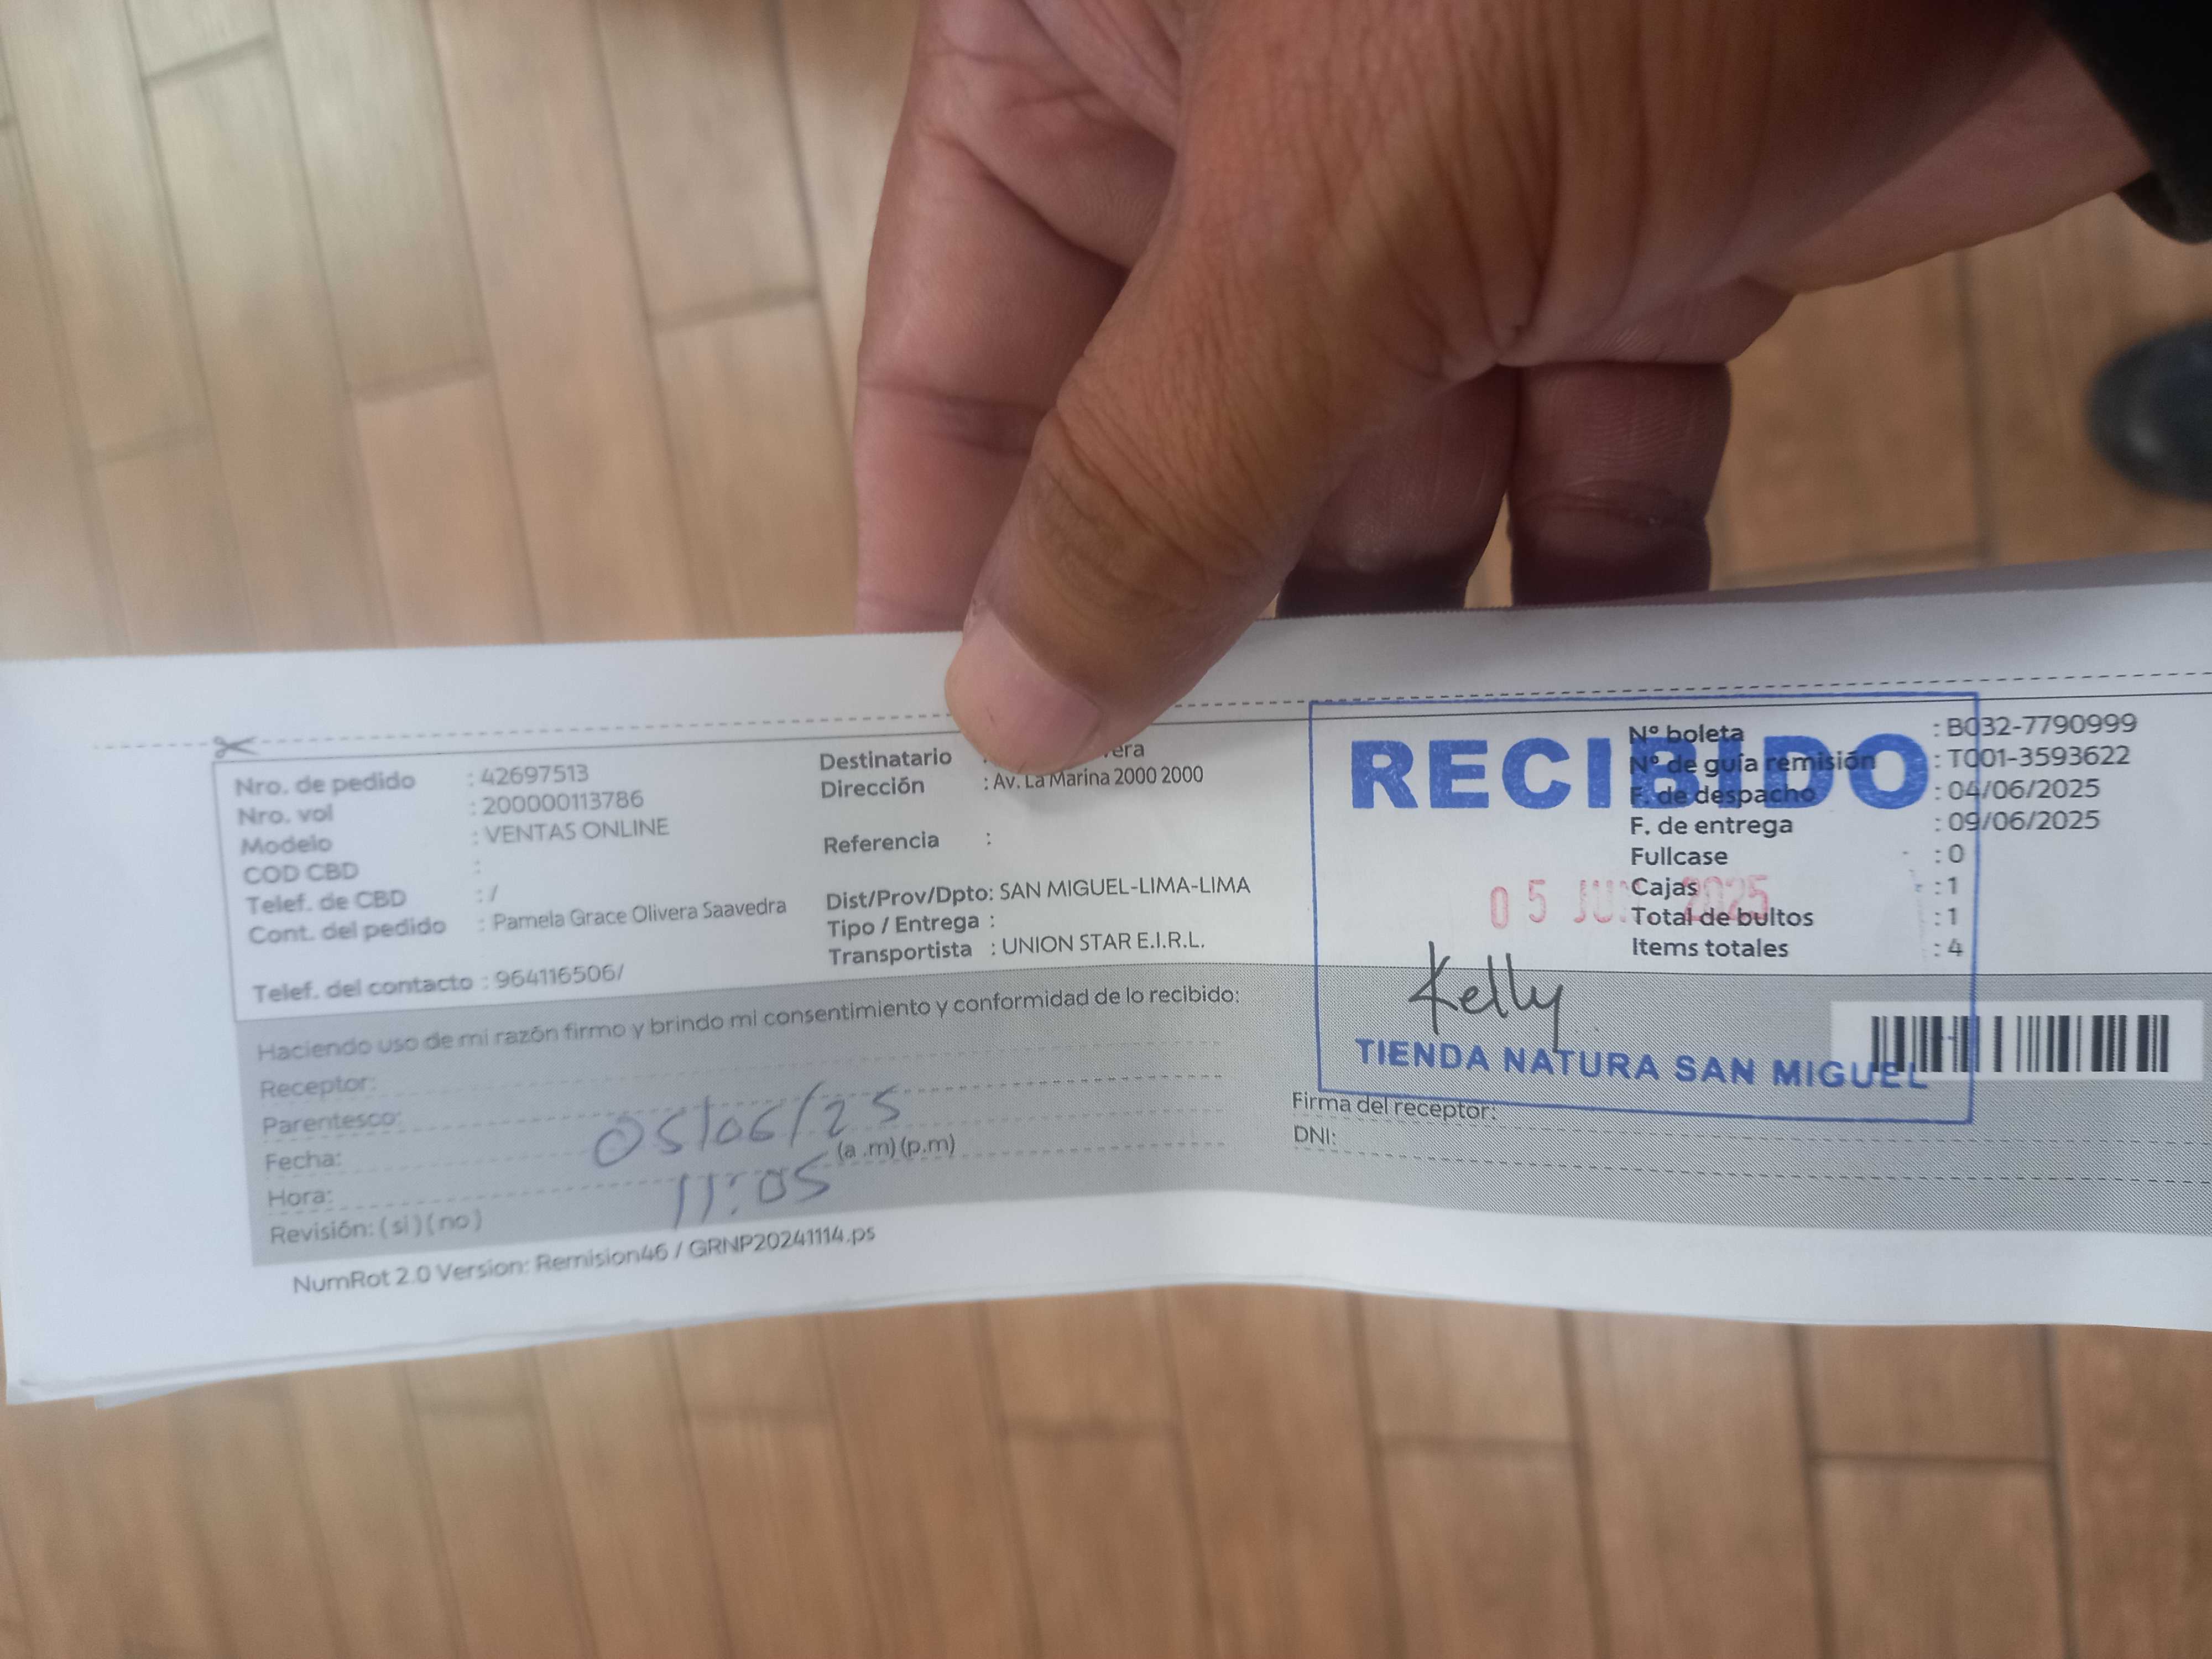 Nro. de pedido : 42697513
Nro. vol : 200000113786
Modelo : VENTAS ONLINE
COD CBD :
Telef. de CBD : /
Cont. del pedido : Pamela Grace Olivera Saavedra
Telef. del contacto : 964116506/
Destinatario : era
Dirección : Av. La Marina 2000 2000
Referencia :
Dist/Prov/Dpto: SAN MIGUEL-LIMA-LIMA
Tipo / Entrega :
Transportista : UNION STAR E.I.R.L.
RECIBIDO
05 JUN 2025
Kelly
TIENDA NATURA SAN MIGUEL
Nº boleta : B032-7790999
Nº de guía remisión : T001-3593622
F. de despacho : 04/06/2025
F. de entrega : 09/06/2025
Fullcase : 0
Cajas : 1
Total de bultos : 1
Items totales : 4
Haciendo uso de mi razón firmo y brindo mi consentimiento y conformidad de lo recibido:
Receptor:
Parentesco:
Fecha: 05/06/25
Hora: 11:05 (a .m) (p.m)
Revisión: (si) (no)
Firma del receptor:
DNI:
NumRot 2.0 Version: Remision46 / GRNP20241114.ps